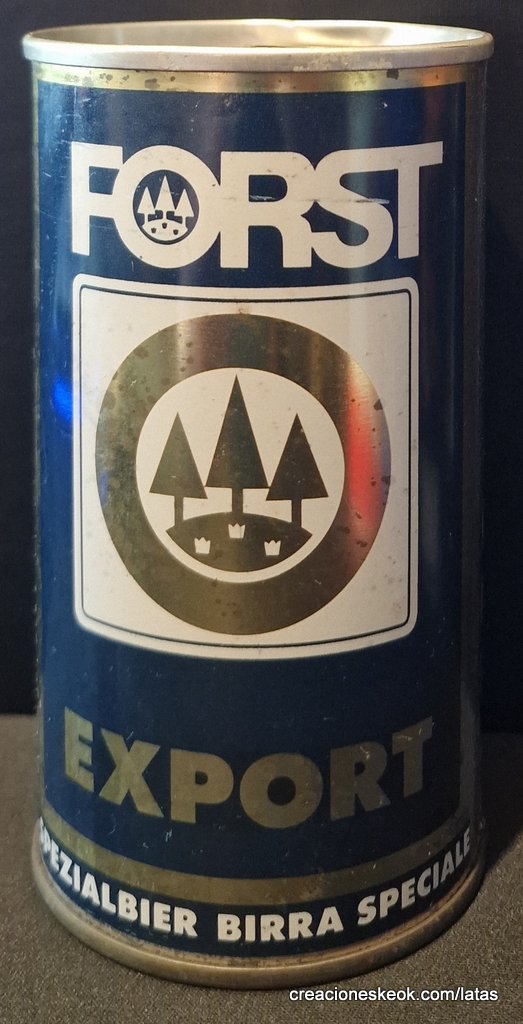 FORST
EXPORT
SPEZIALBIER BIRRA SPECIALE
creacioneskeok.com/latas